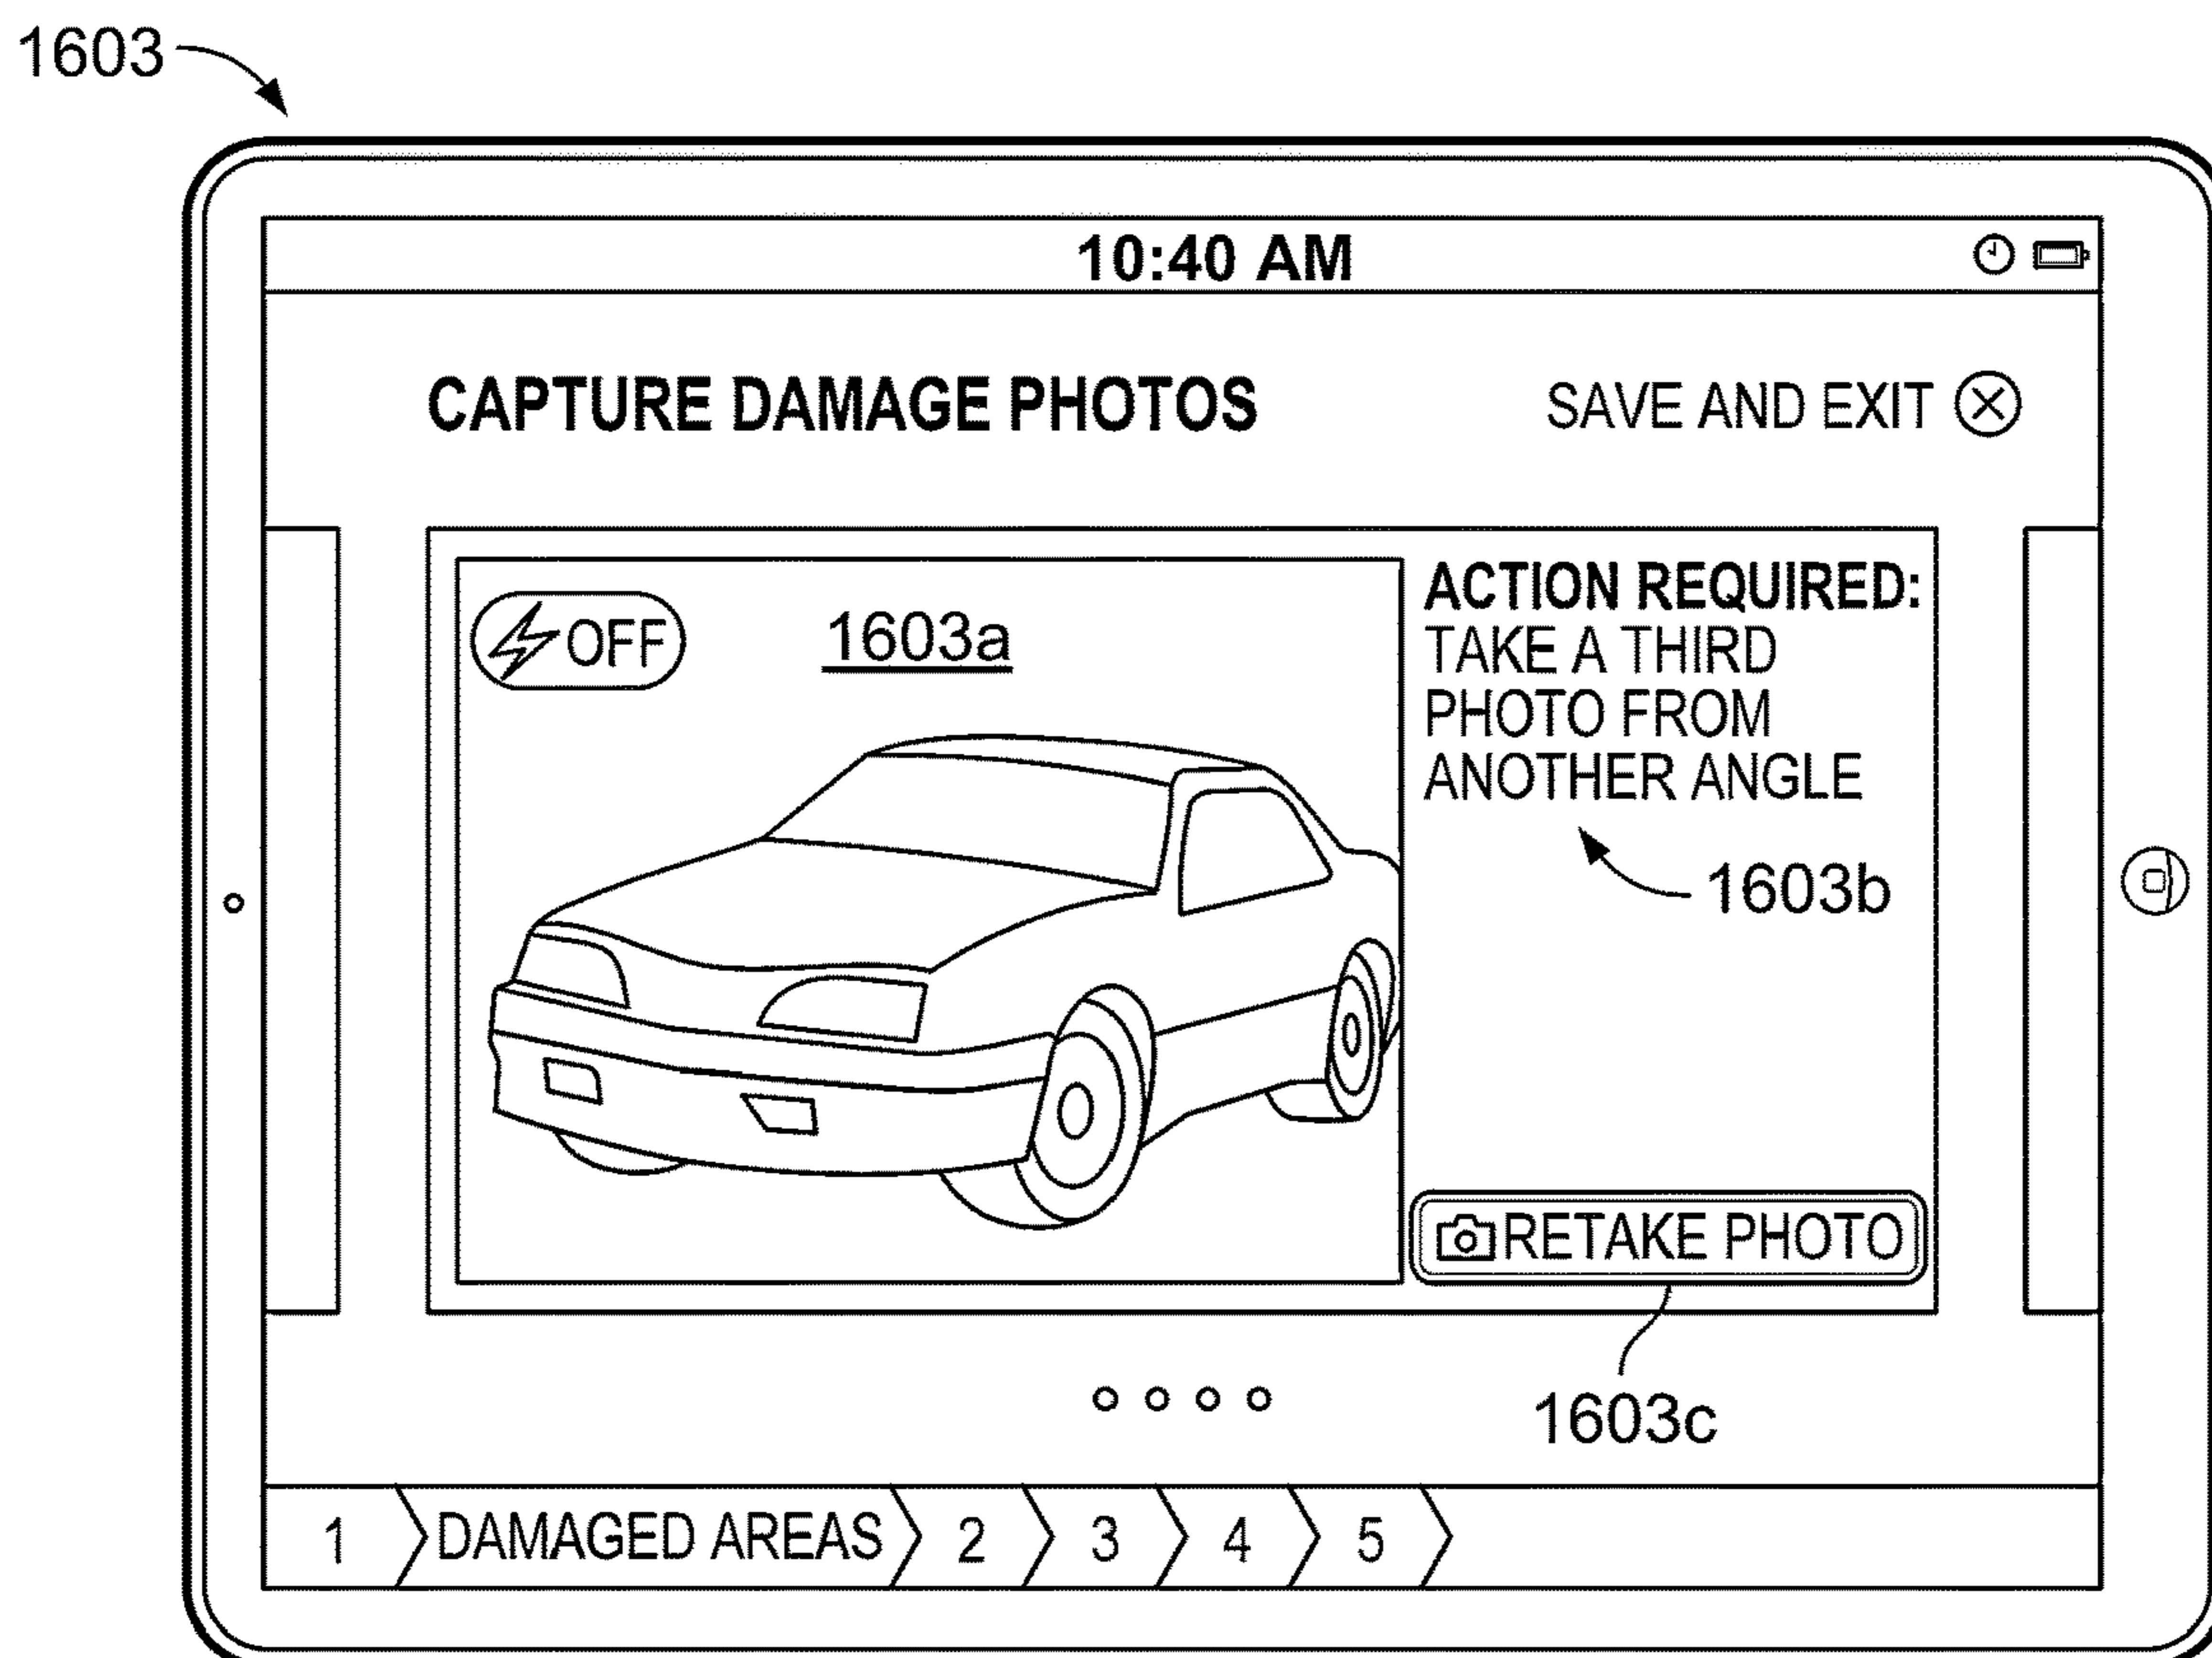 1603
10:40 AM
CAPTURE DAMAGE PHOTOS
SAVE AND EXIT
OFF
1603a
ACTION REQUIRED:
TAKE A THIRD
PHOTO FROM
ANOTHER ANGLE
1603b
RETAKE PHOTO
1603c
1 DAMAGED AREAS 2 3 4 5